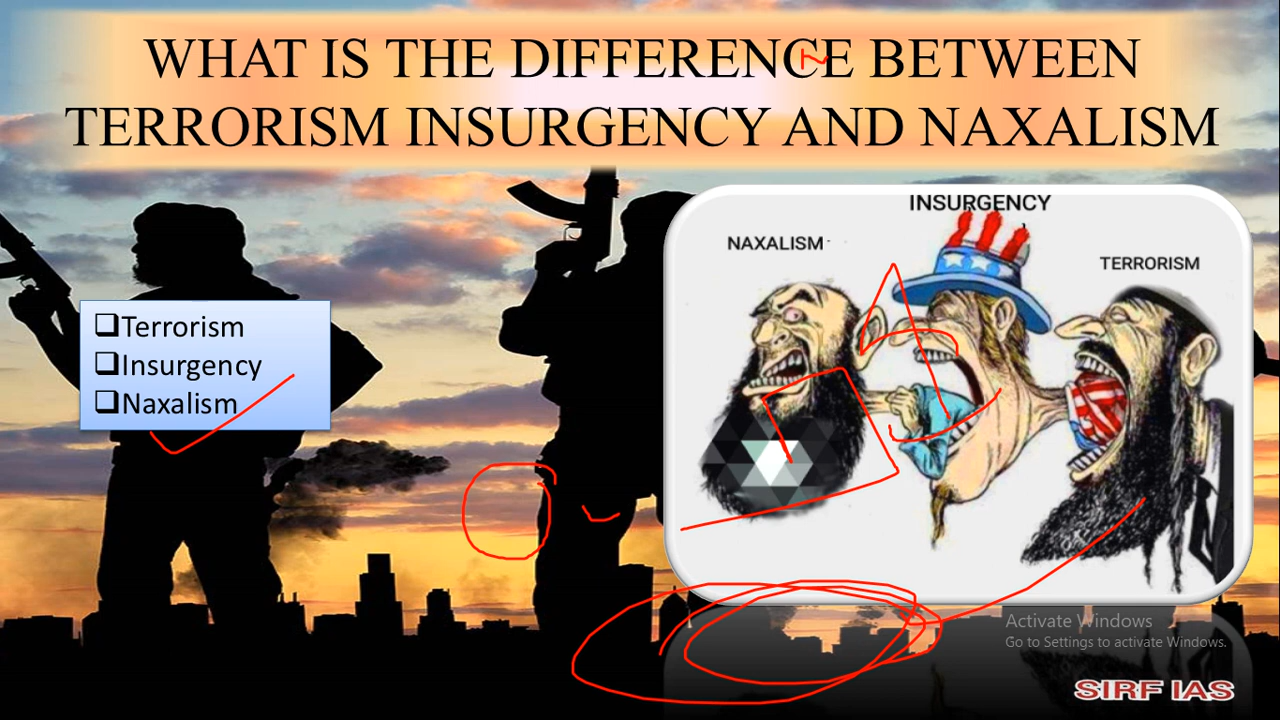 WHAT IS THE DIFFERENCE BETWEEN
TERRORISM INSURGENCY AND NAXALISM
Terrorism
Insurgency
Naxalism
INSURGENCY
NAXALISM
TERRORISM
Activate Windows
Go to Settings to activate Windows.
SIRF IAS